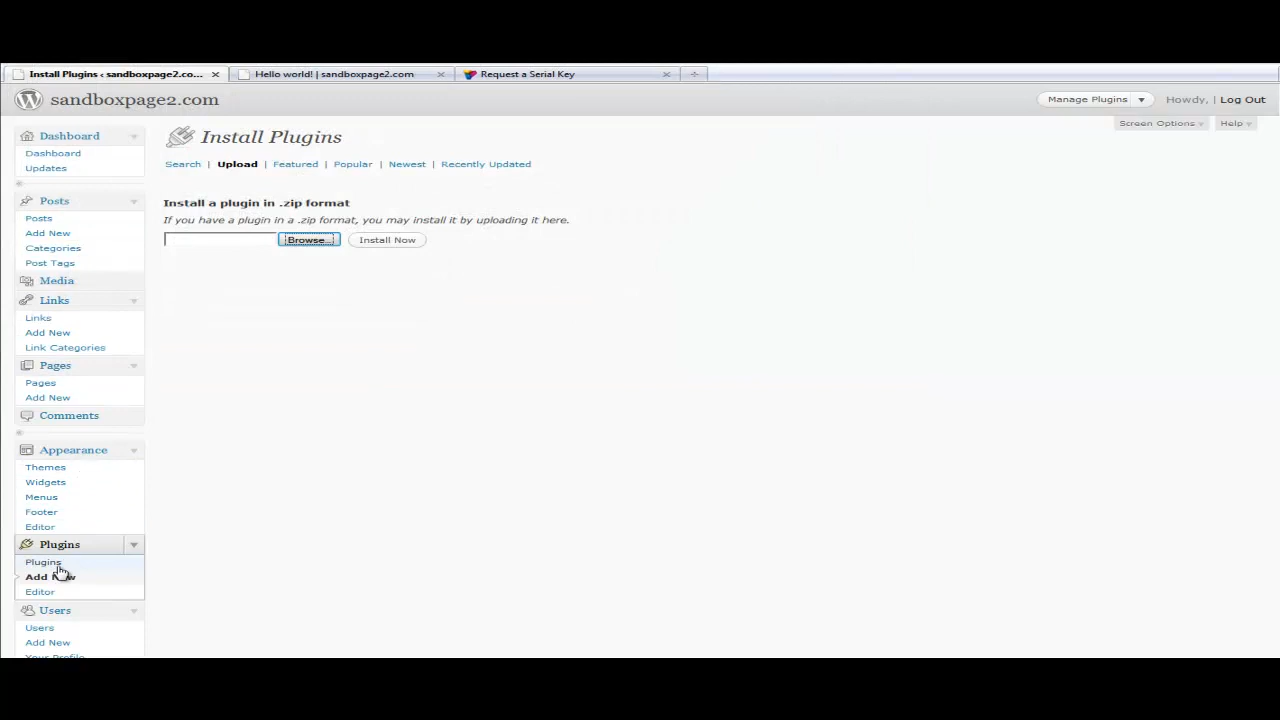 Install Plugins ‹ sandboxpage2.co...
Hello world! | sandboxpage2.com
Request a Serial Key
sandboxpage2.com
Manage Plugins
Howdy, | Log Out
Screen Options
Help
Dashboard
Dashboard
Updates
Posts
Posts
Add New
Categories
Post Tags
Media
Links
Links
Add New
Link Categories
Pages
Pages
Add New
Comments
Appearance
Themes
Widgets
Menus
Footer
Editor
Plugins
Plugins
Add New
Editor
Users
Users
Add New
Your Profile
Install Plugins
Search | Upload | Featured | Popular | Newest | Recently Updated
Install a plugin in .zip format
If you have a plugin in a .zip format, you may install it by uploading it here.
Browse...
Install Now